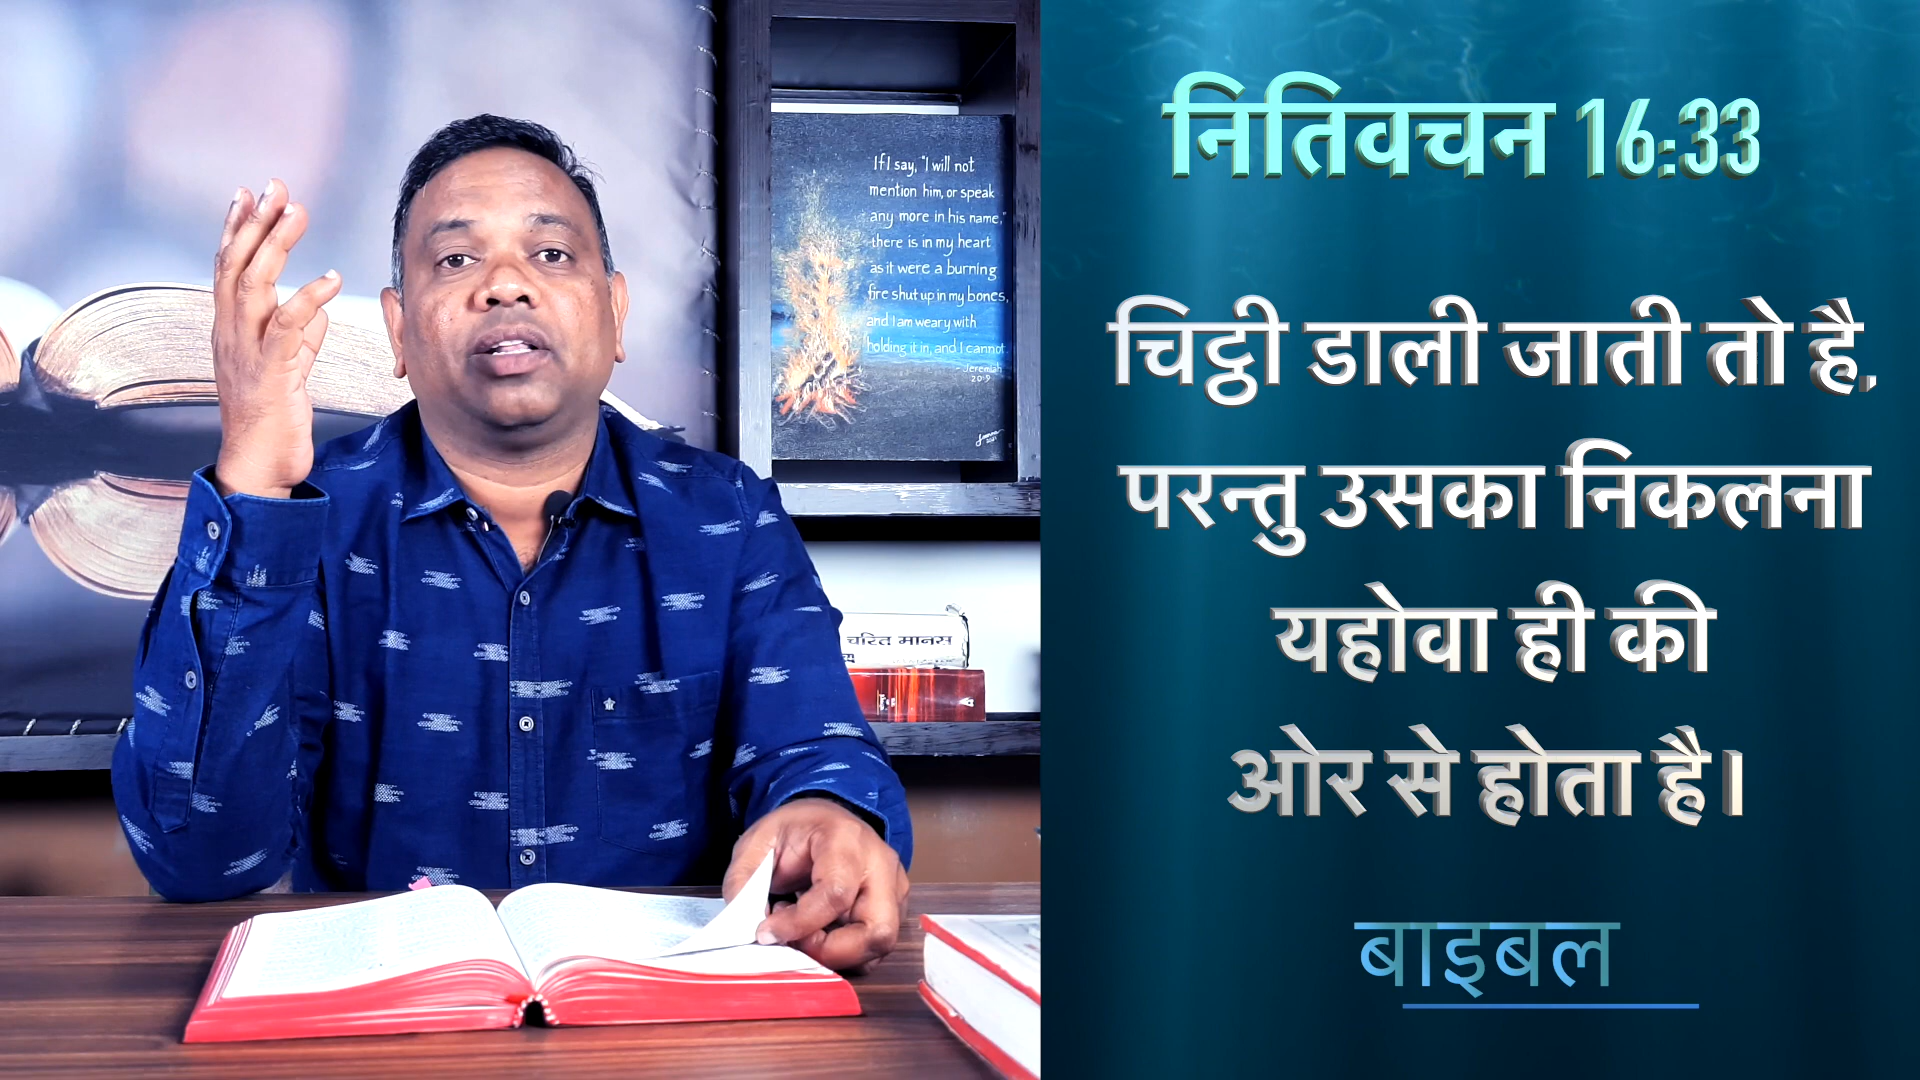 If I say, "I will not
mention him, or speak
any more in his name,"
there is in my heart
as it were a burning
fire shut up in my bones,
and I am weary with
holding it in, and I cannot.
- Jeremiah
20:9
चरित मानस
नितिवचन 16:33
चिट्ठी डाली जाती तो है,
परन्तु उसका निकलना
यहोवा ही की
ओर से होता है।
बाइबल